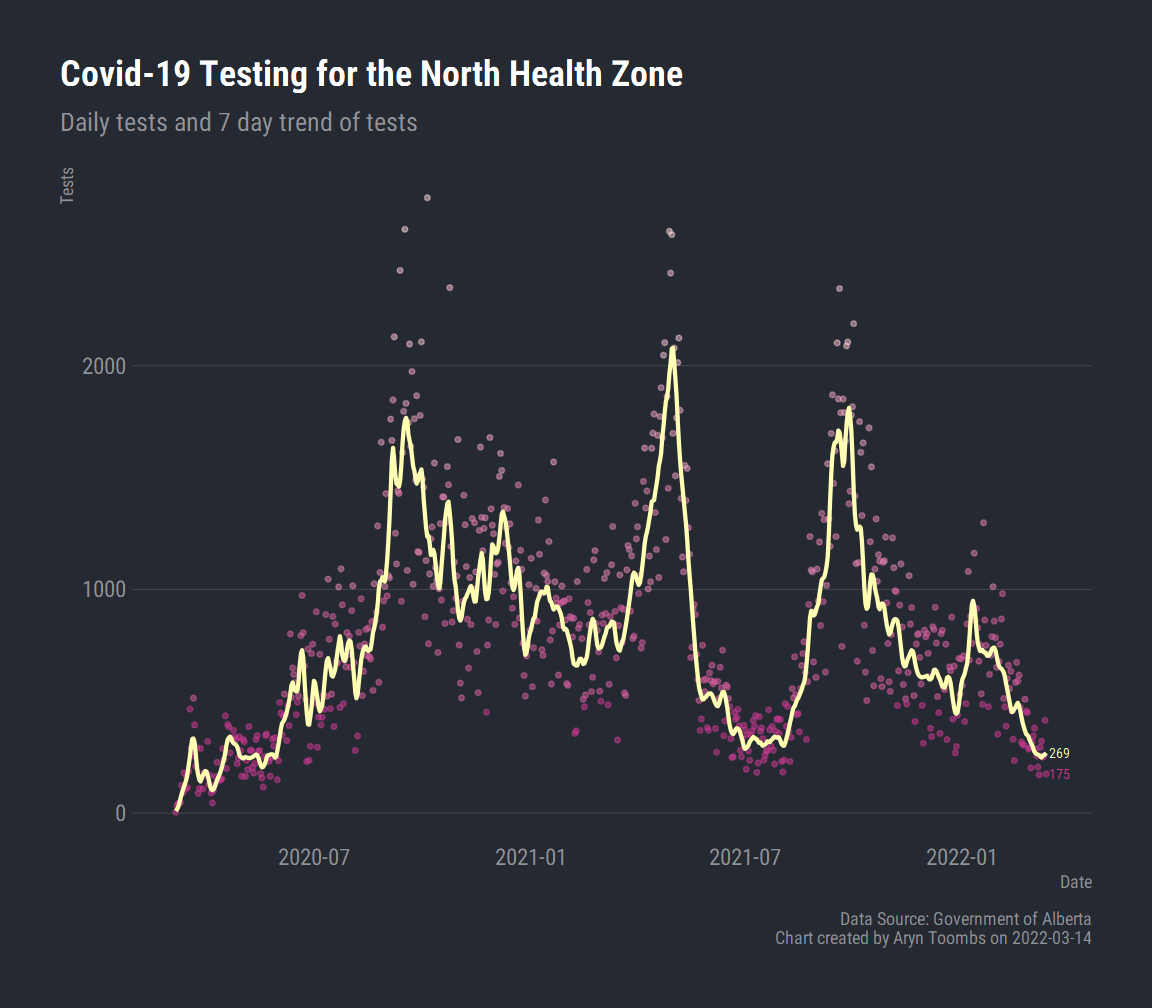 Covid-19 Testing for the North Health Zone
Daily tests and 7 day trend of tests
Tests
2000
1000
0
269
175
2020-07
2021-01
2021-07
2022-01
Date
Data Source: Government of Alberta
Chart created by Aryn Toombs on 2022-03-14